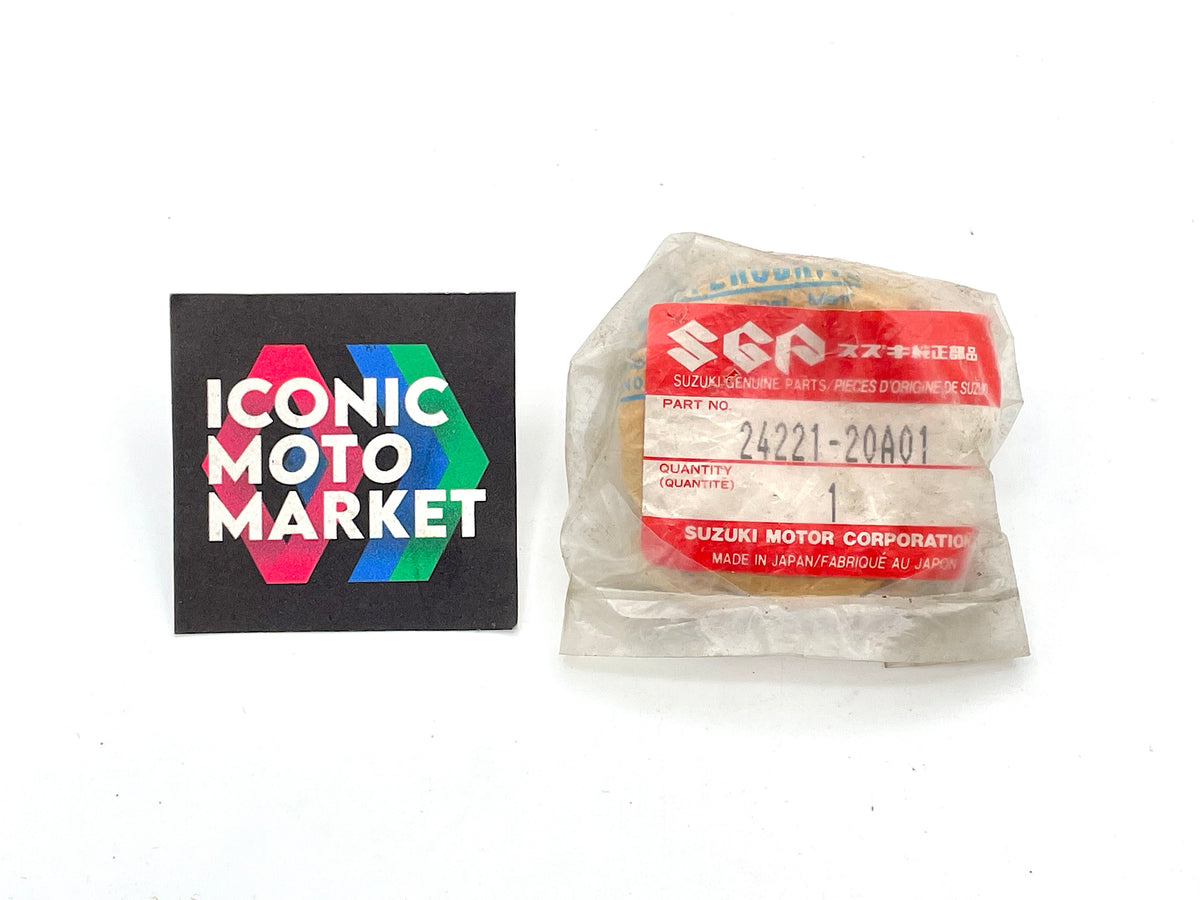 ICONIC
MOTO
MARKET
SGP スズキ純正部品
SUZUKI GENUINE PARTS/PIECES D'ORIGINE DE SUZUKI
PART NO.
24221-20A01
QUANTITY
(QUANTITÉ)
1
SUZUKI MOTOR CORPORATION
MADE IN JAPAN/FABRIQUÉ AU JAPON